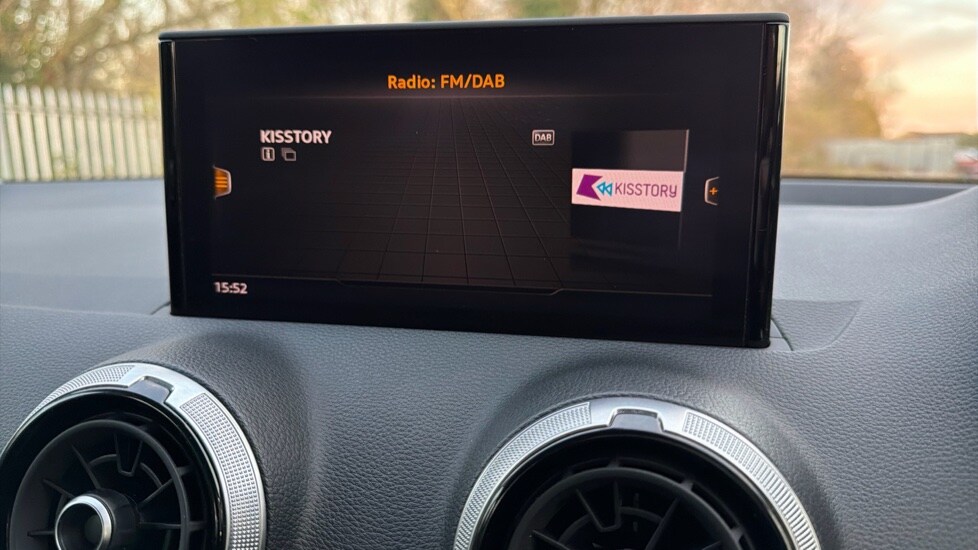 Radio: FM/DAB
KISSTORY
DAB
KISSTORY
15:52